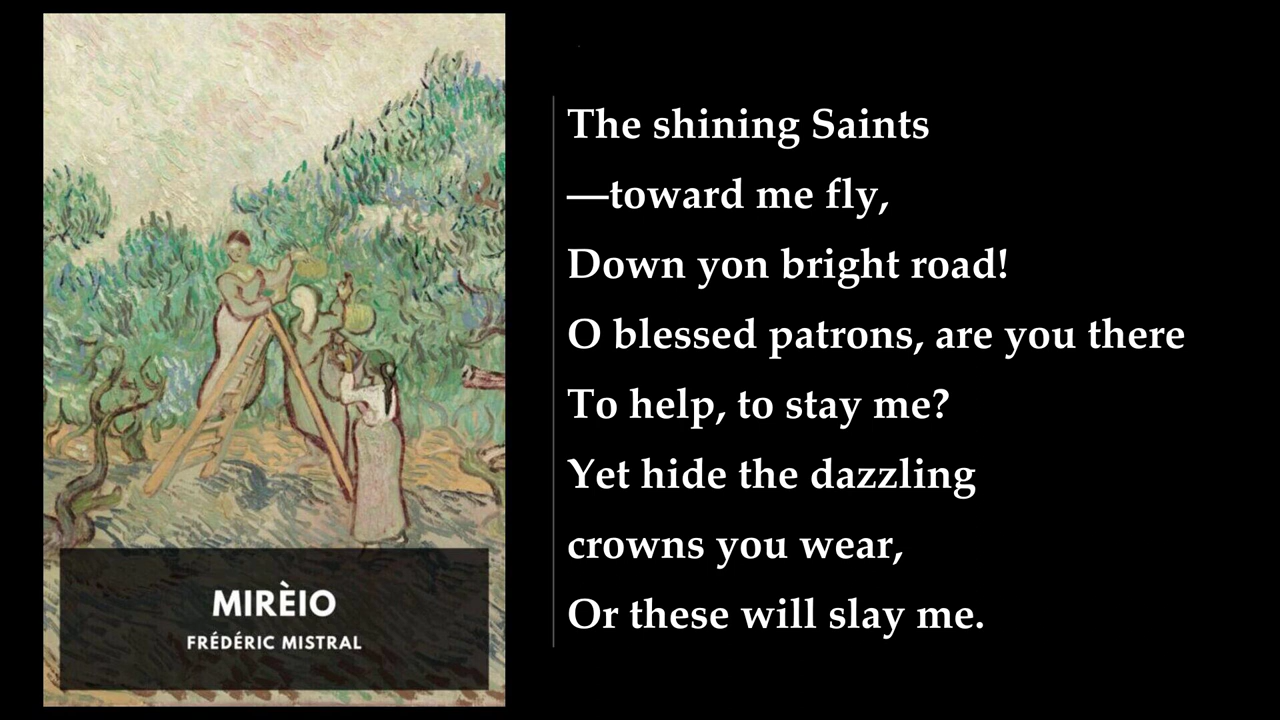 The shining Saints
—toward me fly,
Down yon bright road!
O blessed patrons, are you there
To help, to stay me?
Yet hide the dazzling
crowns you wear,
Or these will slay me.
MIRÈIO
FRÉDÉRIC MISTRAL